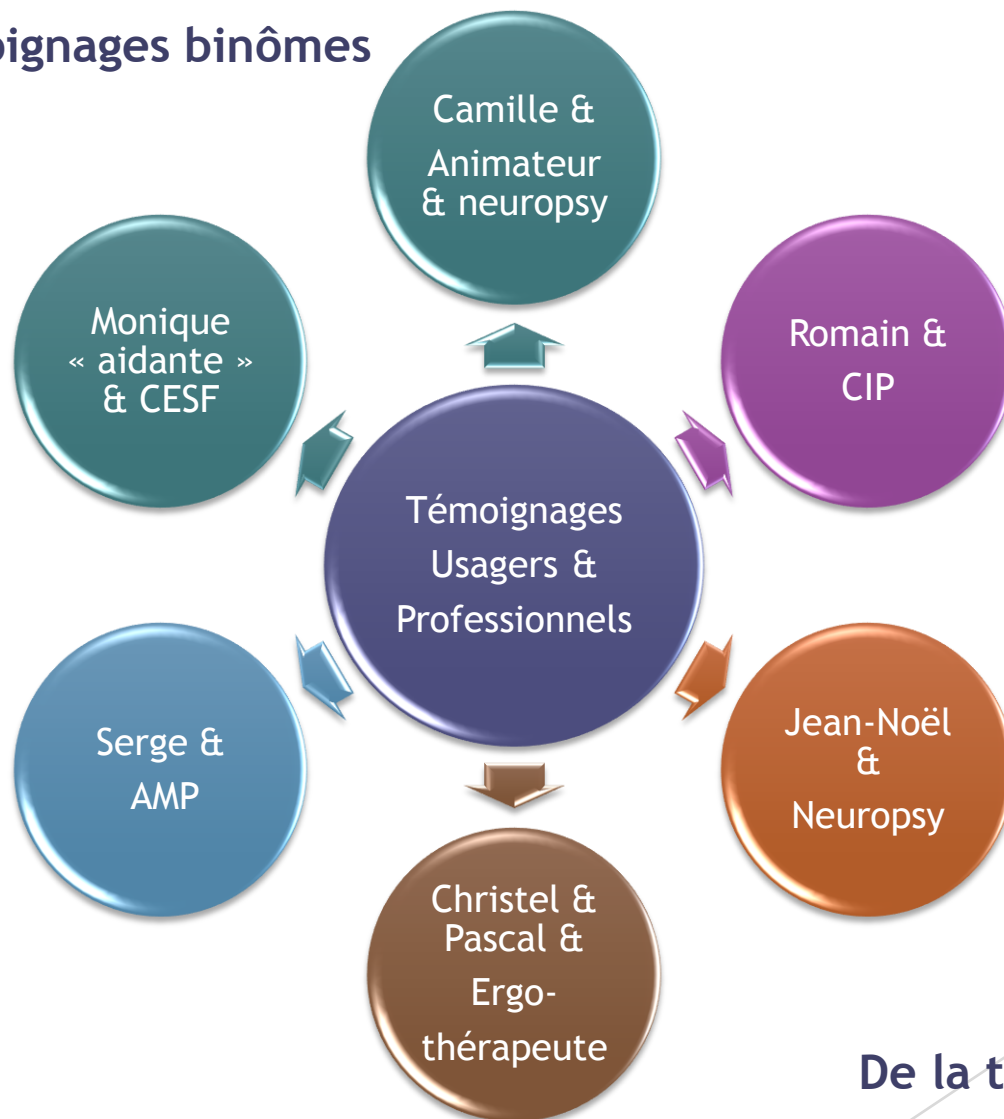 oignages binômes
Camille &
Animateur
& neuropsy
Monique
« aidante »
& CESF
Romain &
CIP
Témoignages
Usagers &
Professionnels
Serge &
AMP
Jean-Noël
&
Neuropsy
Christel &
Pascal &
Ergo-
thérapeute
De la t